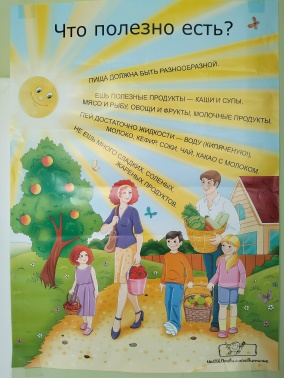 Что полезно есть?
ПИЩА ДОЛЖНА БЫТЬ РАЗНООБРАЗНОЙ.
ЕШЬ ПОЛЕЗНЫЕ ПРОДУКТЫ — КАШИ И СУПЫ,
МЯСО И РЫБУ, ОВОЩИ И ФРУКТЫ, МОЛОЧНЫЕ ПРОДУКТЫ.
ПЕЙ ДОСТАТОЧНО ЖИДКОСТИ — ВОДУ (КИПЯЧЕНУЮ),
МОЛОКО, КЕФИР, СОКИ, ЧАЙ, КАКАО С МОЛОКОМ.
НЕ ЕШЬ МНОГО СЛАДКИХ, СОЛЕНЫХ,
ЖАРЕНЫХ ПРОДУКТОВ.